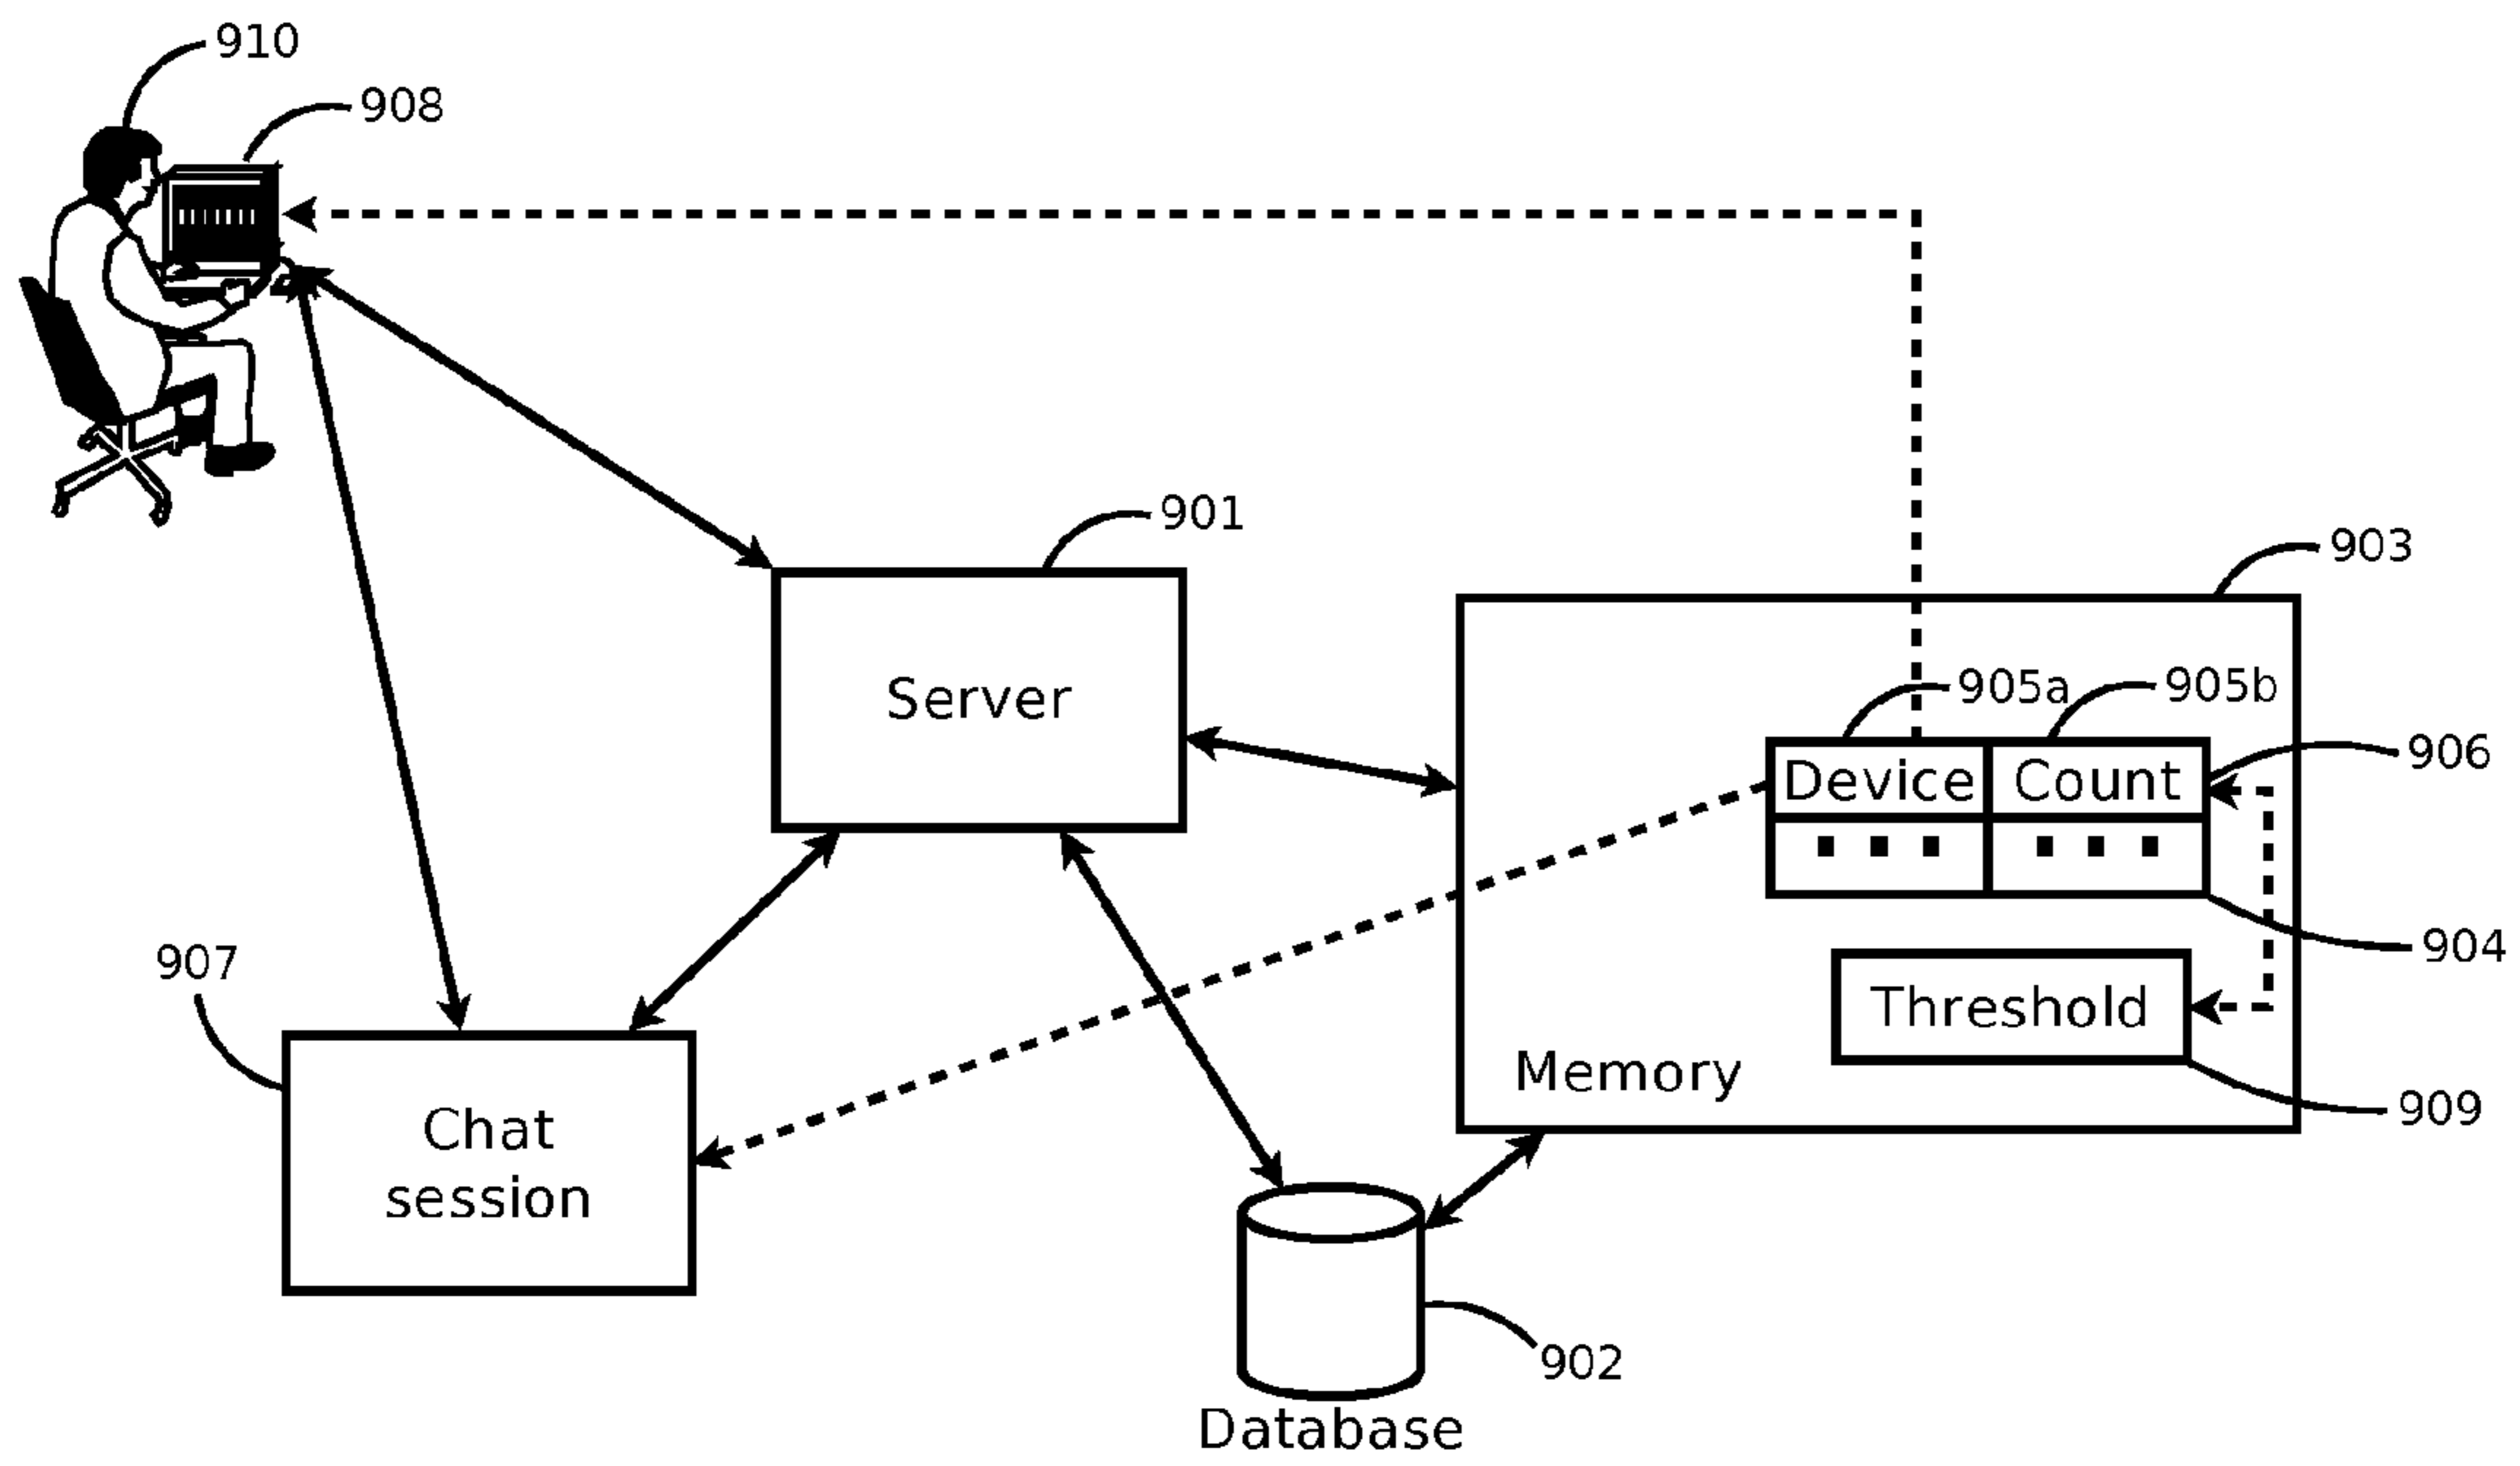 910
908
901
903
905a
905b
906
Server
Device
Count
904
907
Threshold
Memory
909
Chat
session
902
Database